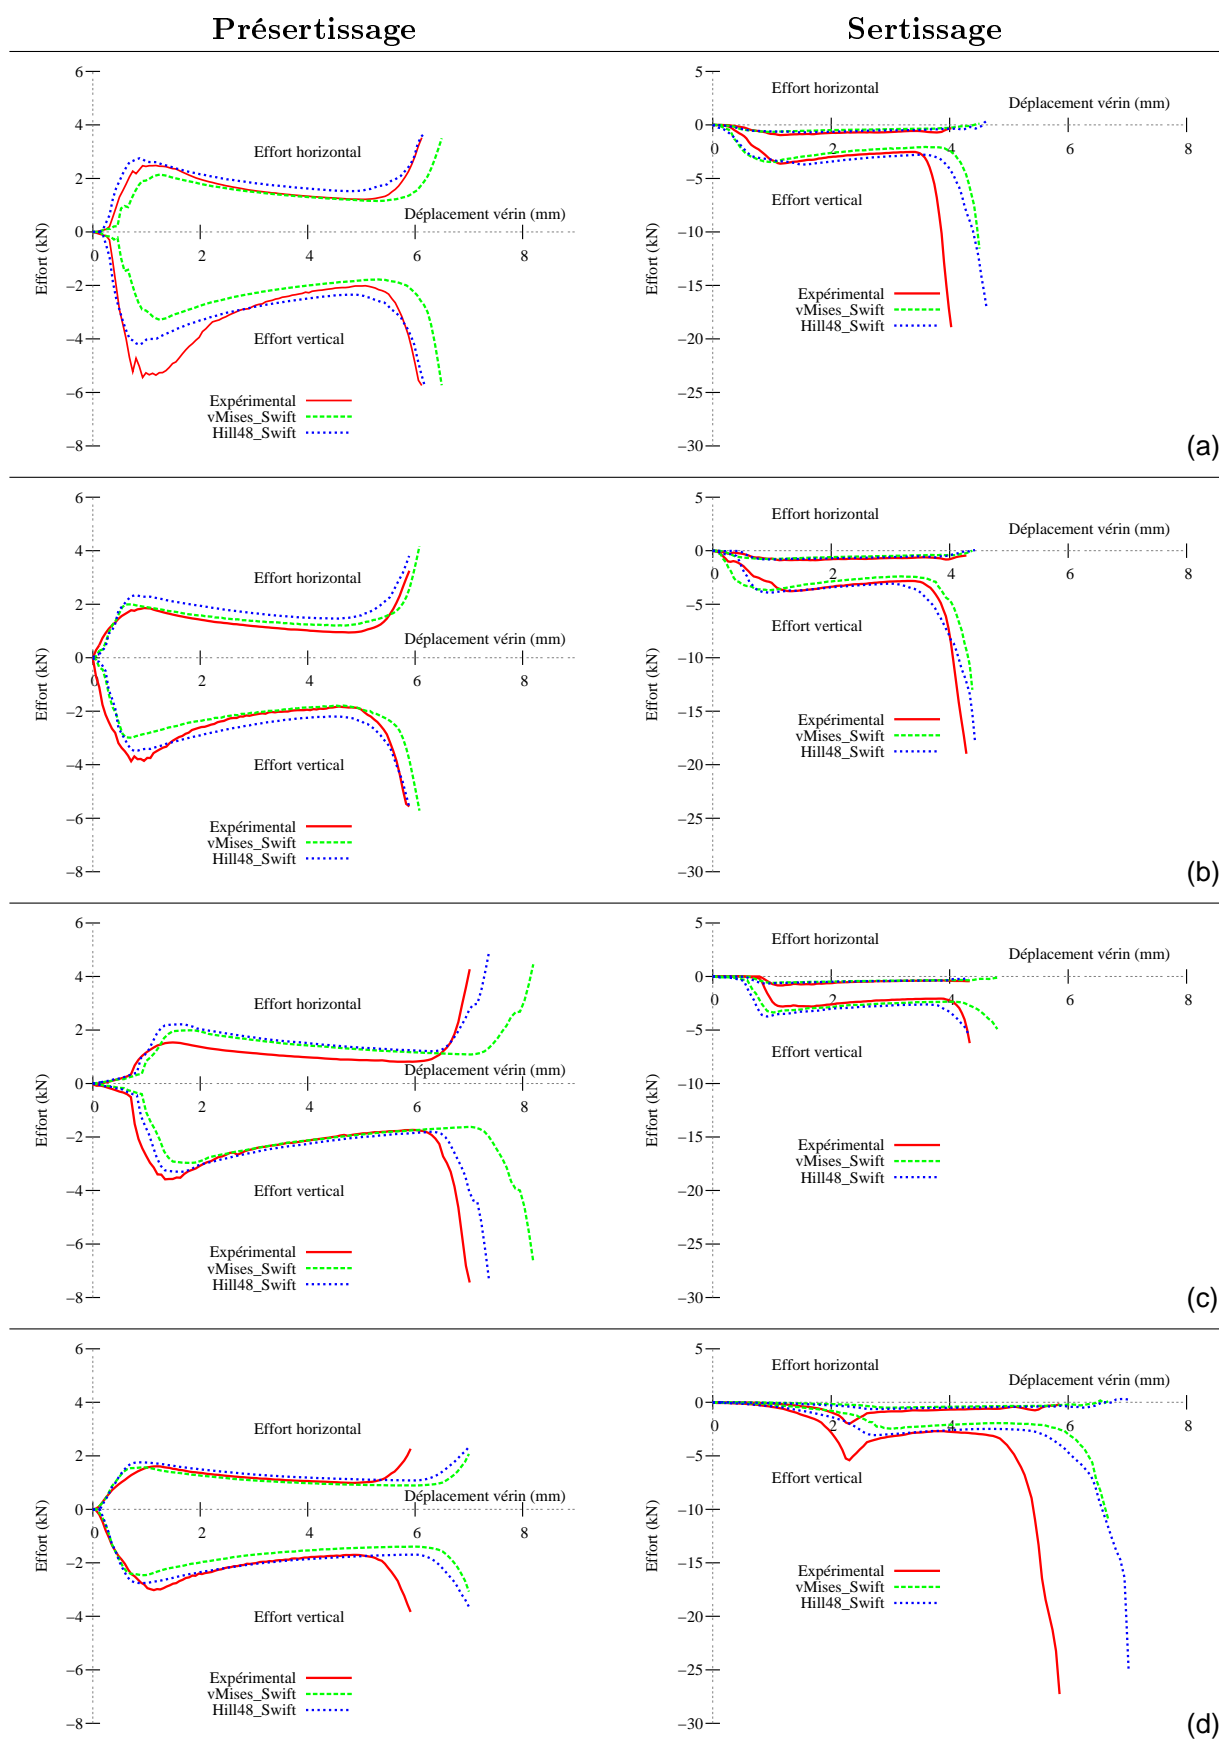 Présertissage
Sertissage
6
4
2
0
−2
−4
−6
−8
0
2
4
6
8
Effort (kN)
Effort horizontal
Déplacement vérin (mm)
Effort vertical
Expérimental
vMises_Swift
Hill48_Swift
5
0
−5
−10
−15
−20
−25
−30
0
2
4
6
8
Effort (kN)
Effort horizontal
Déplacement vérin (mm)
Effort vertical
Expérimental
vMises_Swift
Hill48_Swift
(a)
6
4
2
0
−2
−4
−6
−8
0
2
4
6
8
Effort (kN)
Effort horizontal
Déplacement vérin (mm)
Effort vertical
Expérimental
vMises_Swift
Hill48_Swift
5
0
−5
−10
−15
−20
−25
−30
0
2
4
6
8
Effort (kN)
Effort horizontal
Déplacement vérin (mm)
Effort vertical
Expérimental
vMises_Swift
Hill48_Swift
(b)
6
4
2
0
−2
−4
−6
−8
0
2
4
6
8
Effort (kN)
Effort horizontal
Déplacement vérin (mm)
Effort vertical
Expérimental
vMises_Swift
Hill48_Swift
5
0
−5
−10
−15
−20
−25
−30
0
2
4
6
8
Effort (kN)
Effort horizontal
Déplacement vérin (mm)
Effort vertical
Expérimental
vMises_Swift
Hill48_Swift
(c)
6
4
2
0
−2
−4
−6
−8
0
2
4
6
8
Effort (kN)
Effort horizontal
Déplacement vérin (mm)
Effort vertical
Expérimental
vMises_Swift
Hill48_Swift
5
0
−5
−10
−15
−20
−25
−30
0
2
4
6
8
Effort (kN)
Effort horizontal
Déplacement vérin (mm)
Effort vertical
Expérimental
vMises_Swift
Hill48_Swift
(d)